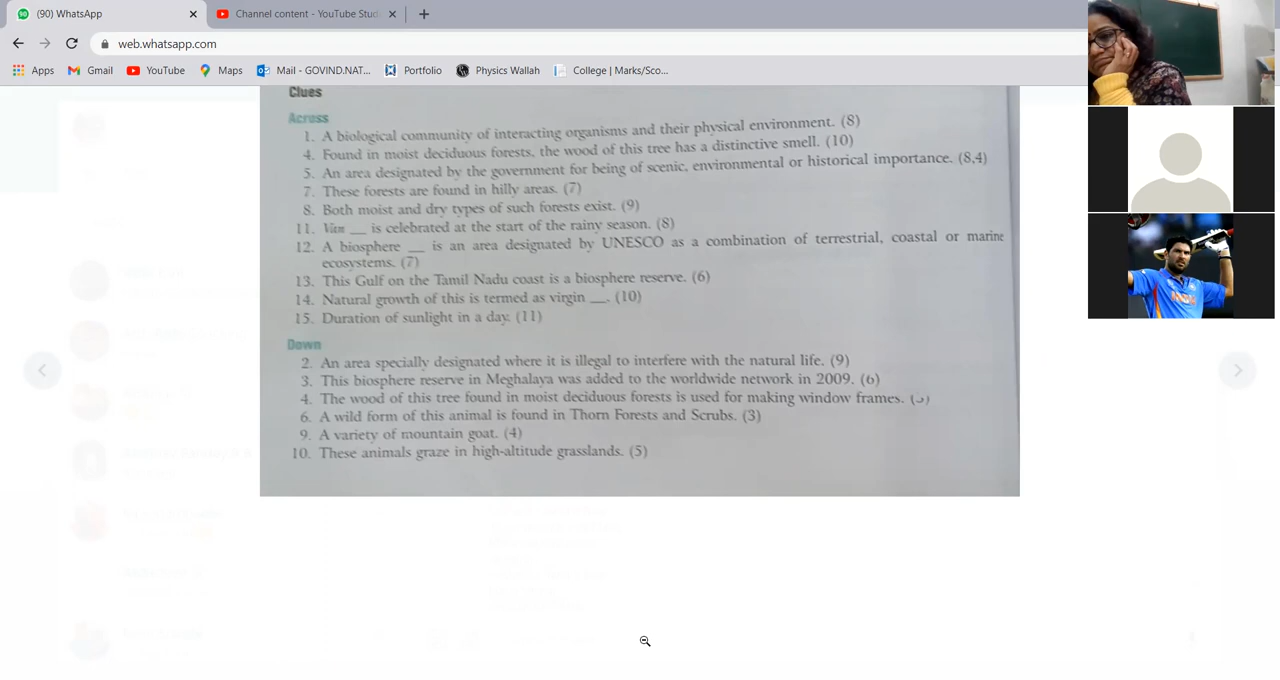 (90) WhatsApp
Channel content - YouTube Stud
web.whatsapp.com
Apps
Gmail
YouTube
Maps
Mail - GOVIND.NAT...
Portfolio
Physics Wallah
College | Marks/Sco...
Clues
Across
1. A biological community of interacting organisms and their physical environment. (8)
4. Found in moist deciduous forests, the wood of this tree has a distinctive smell. (10)
5. An area designated by the government for being of scenic, environmental or historical importance. (8,4)
7. These forests are found in hilly areas. (7)
8. Both moist and dry types of such forests exist. (9)
11. Van __ is celebrated at the start of the rainy season. (8)
12. A biosphere __ is an area designated by UNESCO as a combination of terrestrial, coastal or marine
ecosystems. (7)
13. This Gulf on the Tamil Nadu coast is a biosphere reserve. (6)
14. Natural growth of this is termed as virgin __. (10)
15. Duration of sunlight in a day. (11)
Down
2. An area specially designated where it is illegal to interfere with the natural life. (9)
3. This biosphere reserve in Meghalaya was added to the worldwide network in 2009. (6)
4. The wood of this tree found in moist deciduous forests is used for making window frames.
6. A wild form of this animal is found in Thorn Forests and Scrubs. (3)
9. A variety of mountain goat. (4)
10. These animals graze in high-altitude grasslands. (5)